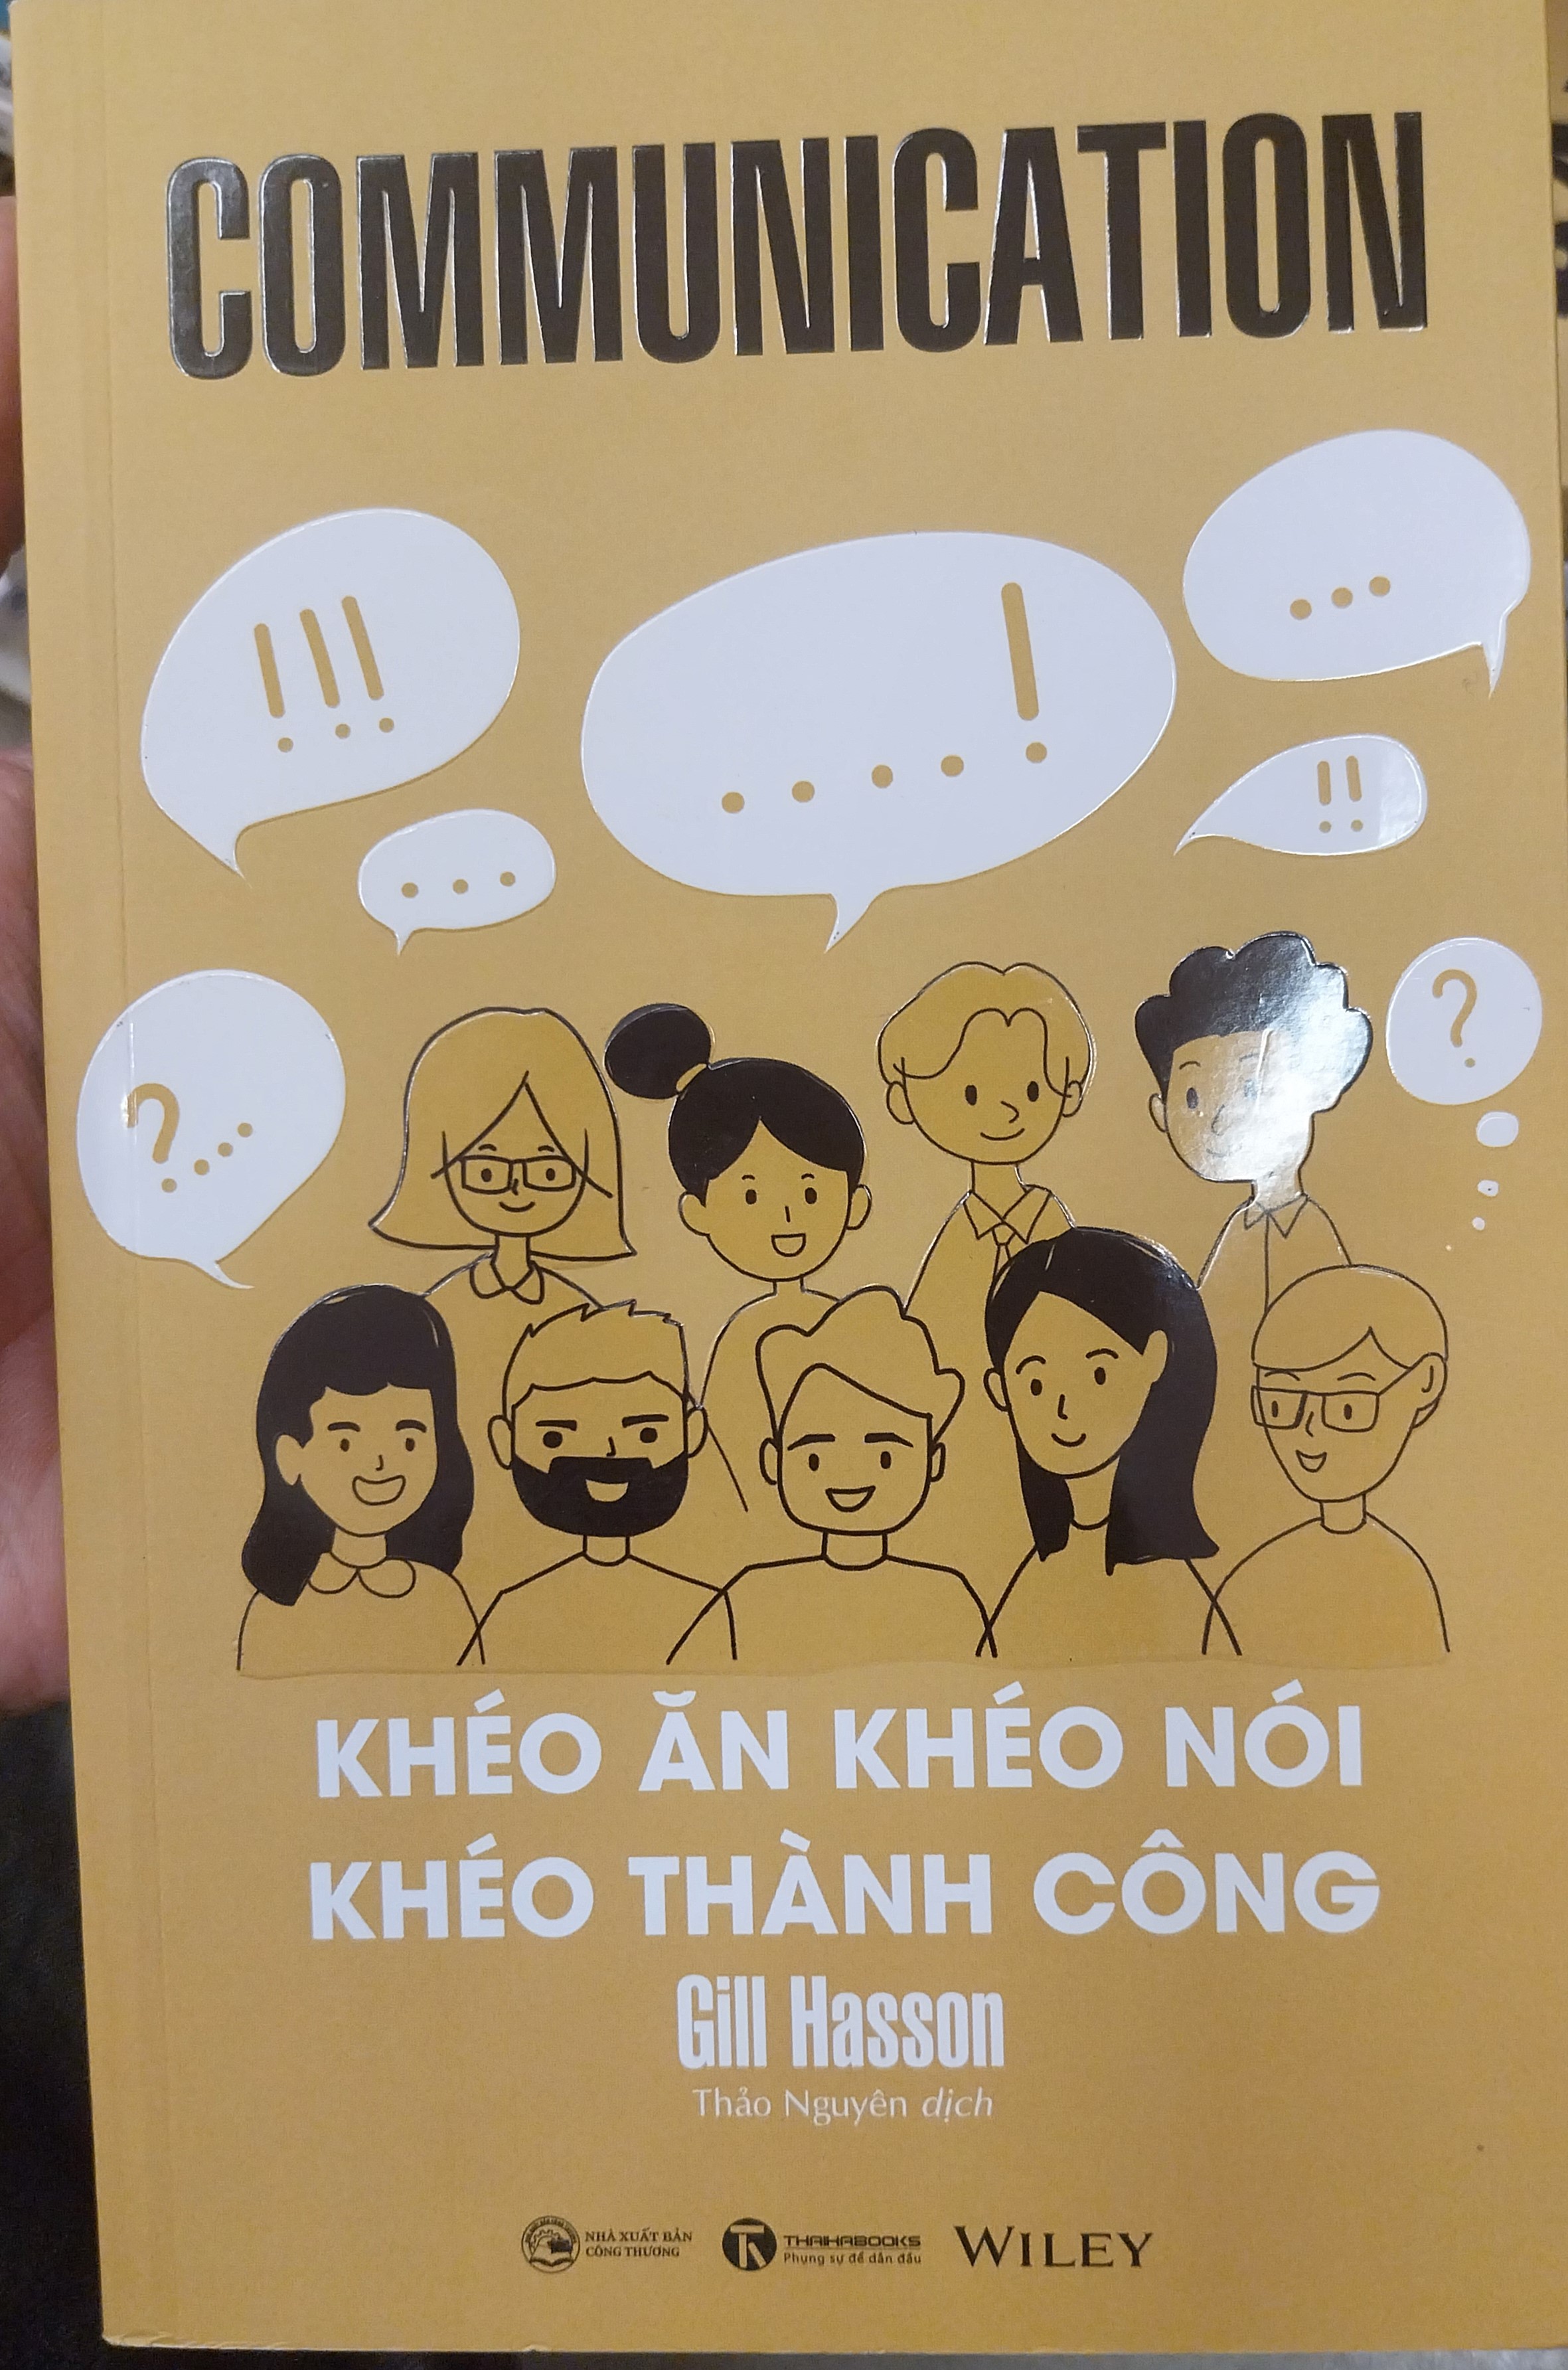 COMMUNICATION
!!!
.....!
...
!!
...
?...
?
KHÉO ĂN KHÉO NÓI
KHÉO THÀNH CÔNG
Gill Hasson
Thảo Nguyên dịch
NHÀ XUẤT BẢN
CÔNG THƯƠNG
THAIHABOOKS
Phụng sự để dẫn đầu
WILEY